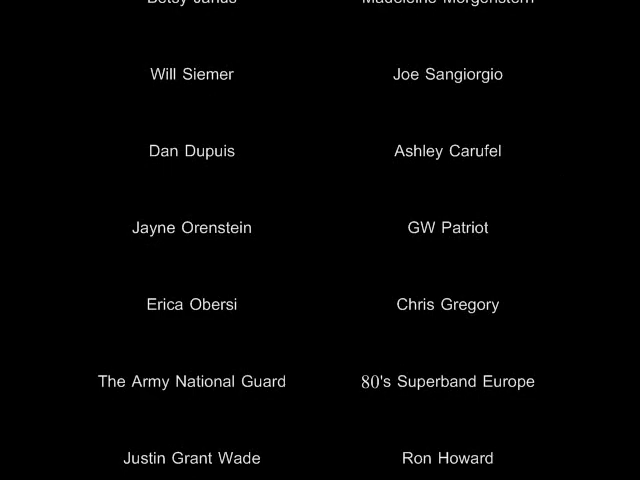 Will Siemer Joe Sangiorgio
Dan Dupuis Ashley Carufel
Jayne Orenstein GW Patriot
Erica Obersi Chris Gregory
The Army National Guard 80's Superband Europe
Justin Grant Wade Ron Howard